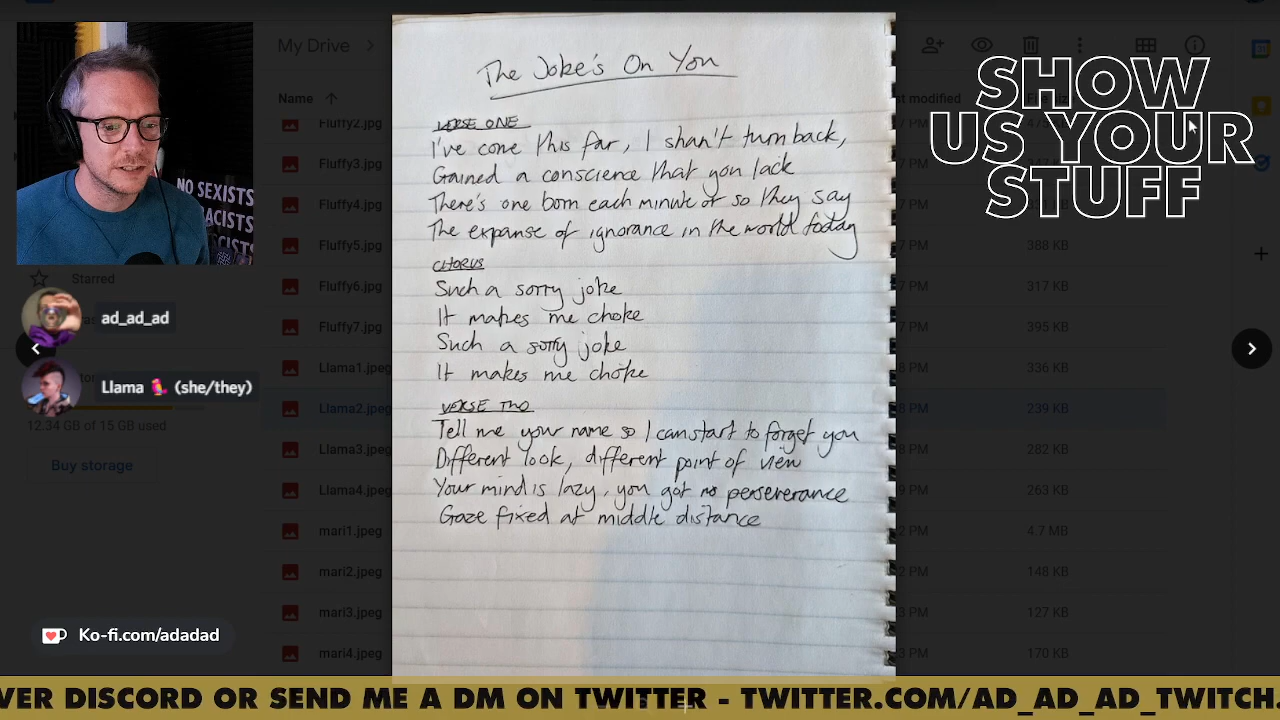 My Drive
The Joke's On You
SHOW
US YOUR
STUFF
Name
st modified
File size
VERSE ONE
I've come this far, I shan't turn back,
Gained a conscience that you lack
There's one born each minute or so they say
The expanse of ignorance in the world today
CHORUS
Such a sorry joke
It makes me choke
Such a sorry joke
It makes me choke
VERSE TWO
Tell me your name so I can start to forget you
Different look, different point of view
Your mind is lazy, you got no perseverance
Gaze fixed at middle distance
NO SEXISTS
RACISTS
Fluffy2.jpg
Fluffy3.jpg
Fluffy4.jpg
Fluffy5.jpg
388 KB
Fluffy6.jpg
317 KB
Fluffy7.jpg
395 KB
Llama1.jpeg
336 KB
Llama2.jpeg
239 KB
Llama3.jpeg
282 KB
Llama4.jpeg
263 KB
mari1.jpeg
4.7 MB
mari2.jpeg
148 KB
mari3.jpeg
127 KB
mari4.jpeg
170 KB
Starred
ad_ad_ad
Llama 🦜 (she/they)
12.34 GB of 15 GB used
Buy storage
Ko-fi.com/adadad
VER DISCORD OR SEND ME A DM ON TWITTER - TWITTER.COM/AD_AD_AD_TWITCH.